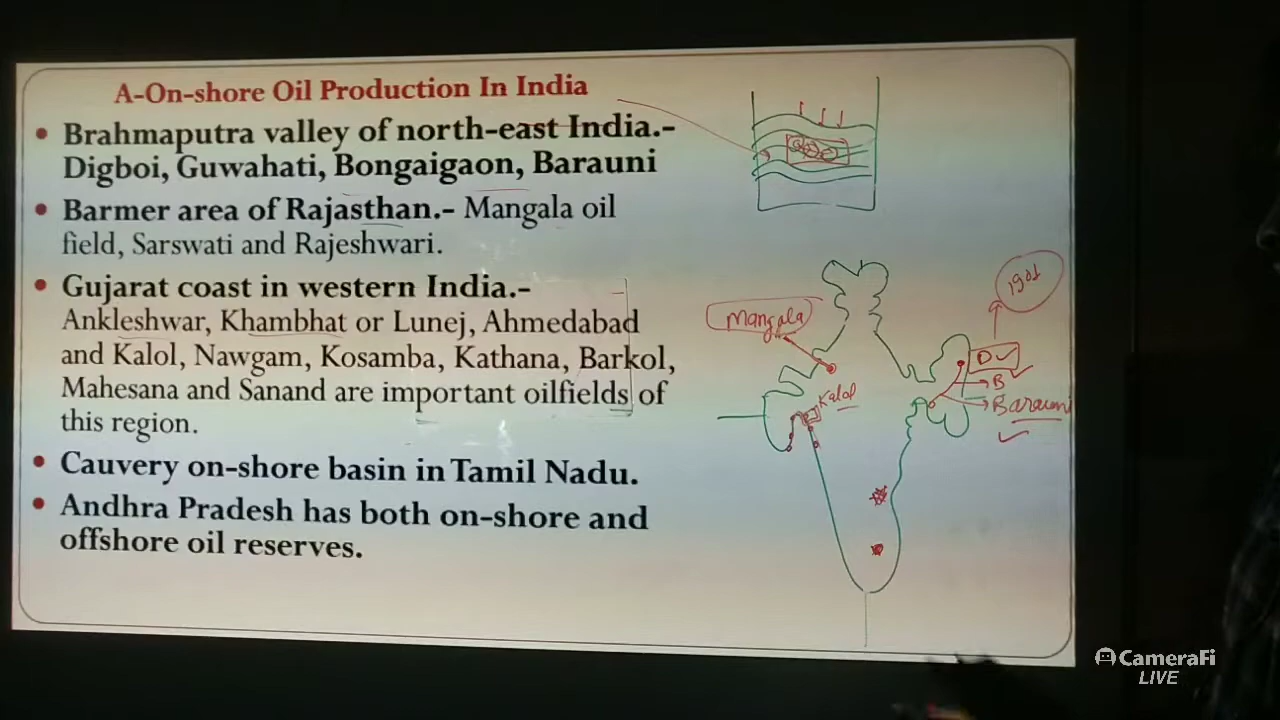 A-On-shore Oil Production In India
• Brahmaputra valley of north-east India.-
Digboi, Guwahati, Bongaigaon, Barauni
• Barmer area of Rajasthan.- Mangala oil
field, Sarswati and Rajeshwari.
• Gujarat coast in western India.-
Ankleshwar, Khambhat or Lunej, Ahmedabad
and Kalol, Nawgam, Kosamba, Kathana, Barkol,
Mahesana and Sanand are important oilfields of
this region.
• Cauvery on-shore basin in Tamil Nadu.
• Andhra Pradesh has both on-shore and
offshore oil reserves.
1901
Mangala
D
B
Kalol
Barauni
CameraFi
LIVE